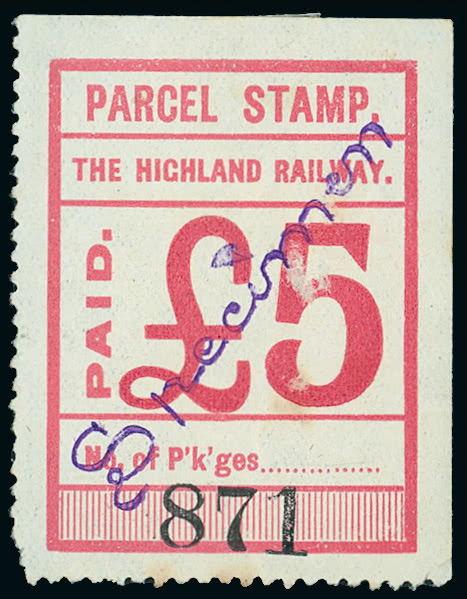 PARCEL STAMP.
THE HIGHLAND RAILWAY.
PAID.
£5
Specimen
No. of P'k'ges...............
871